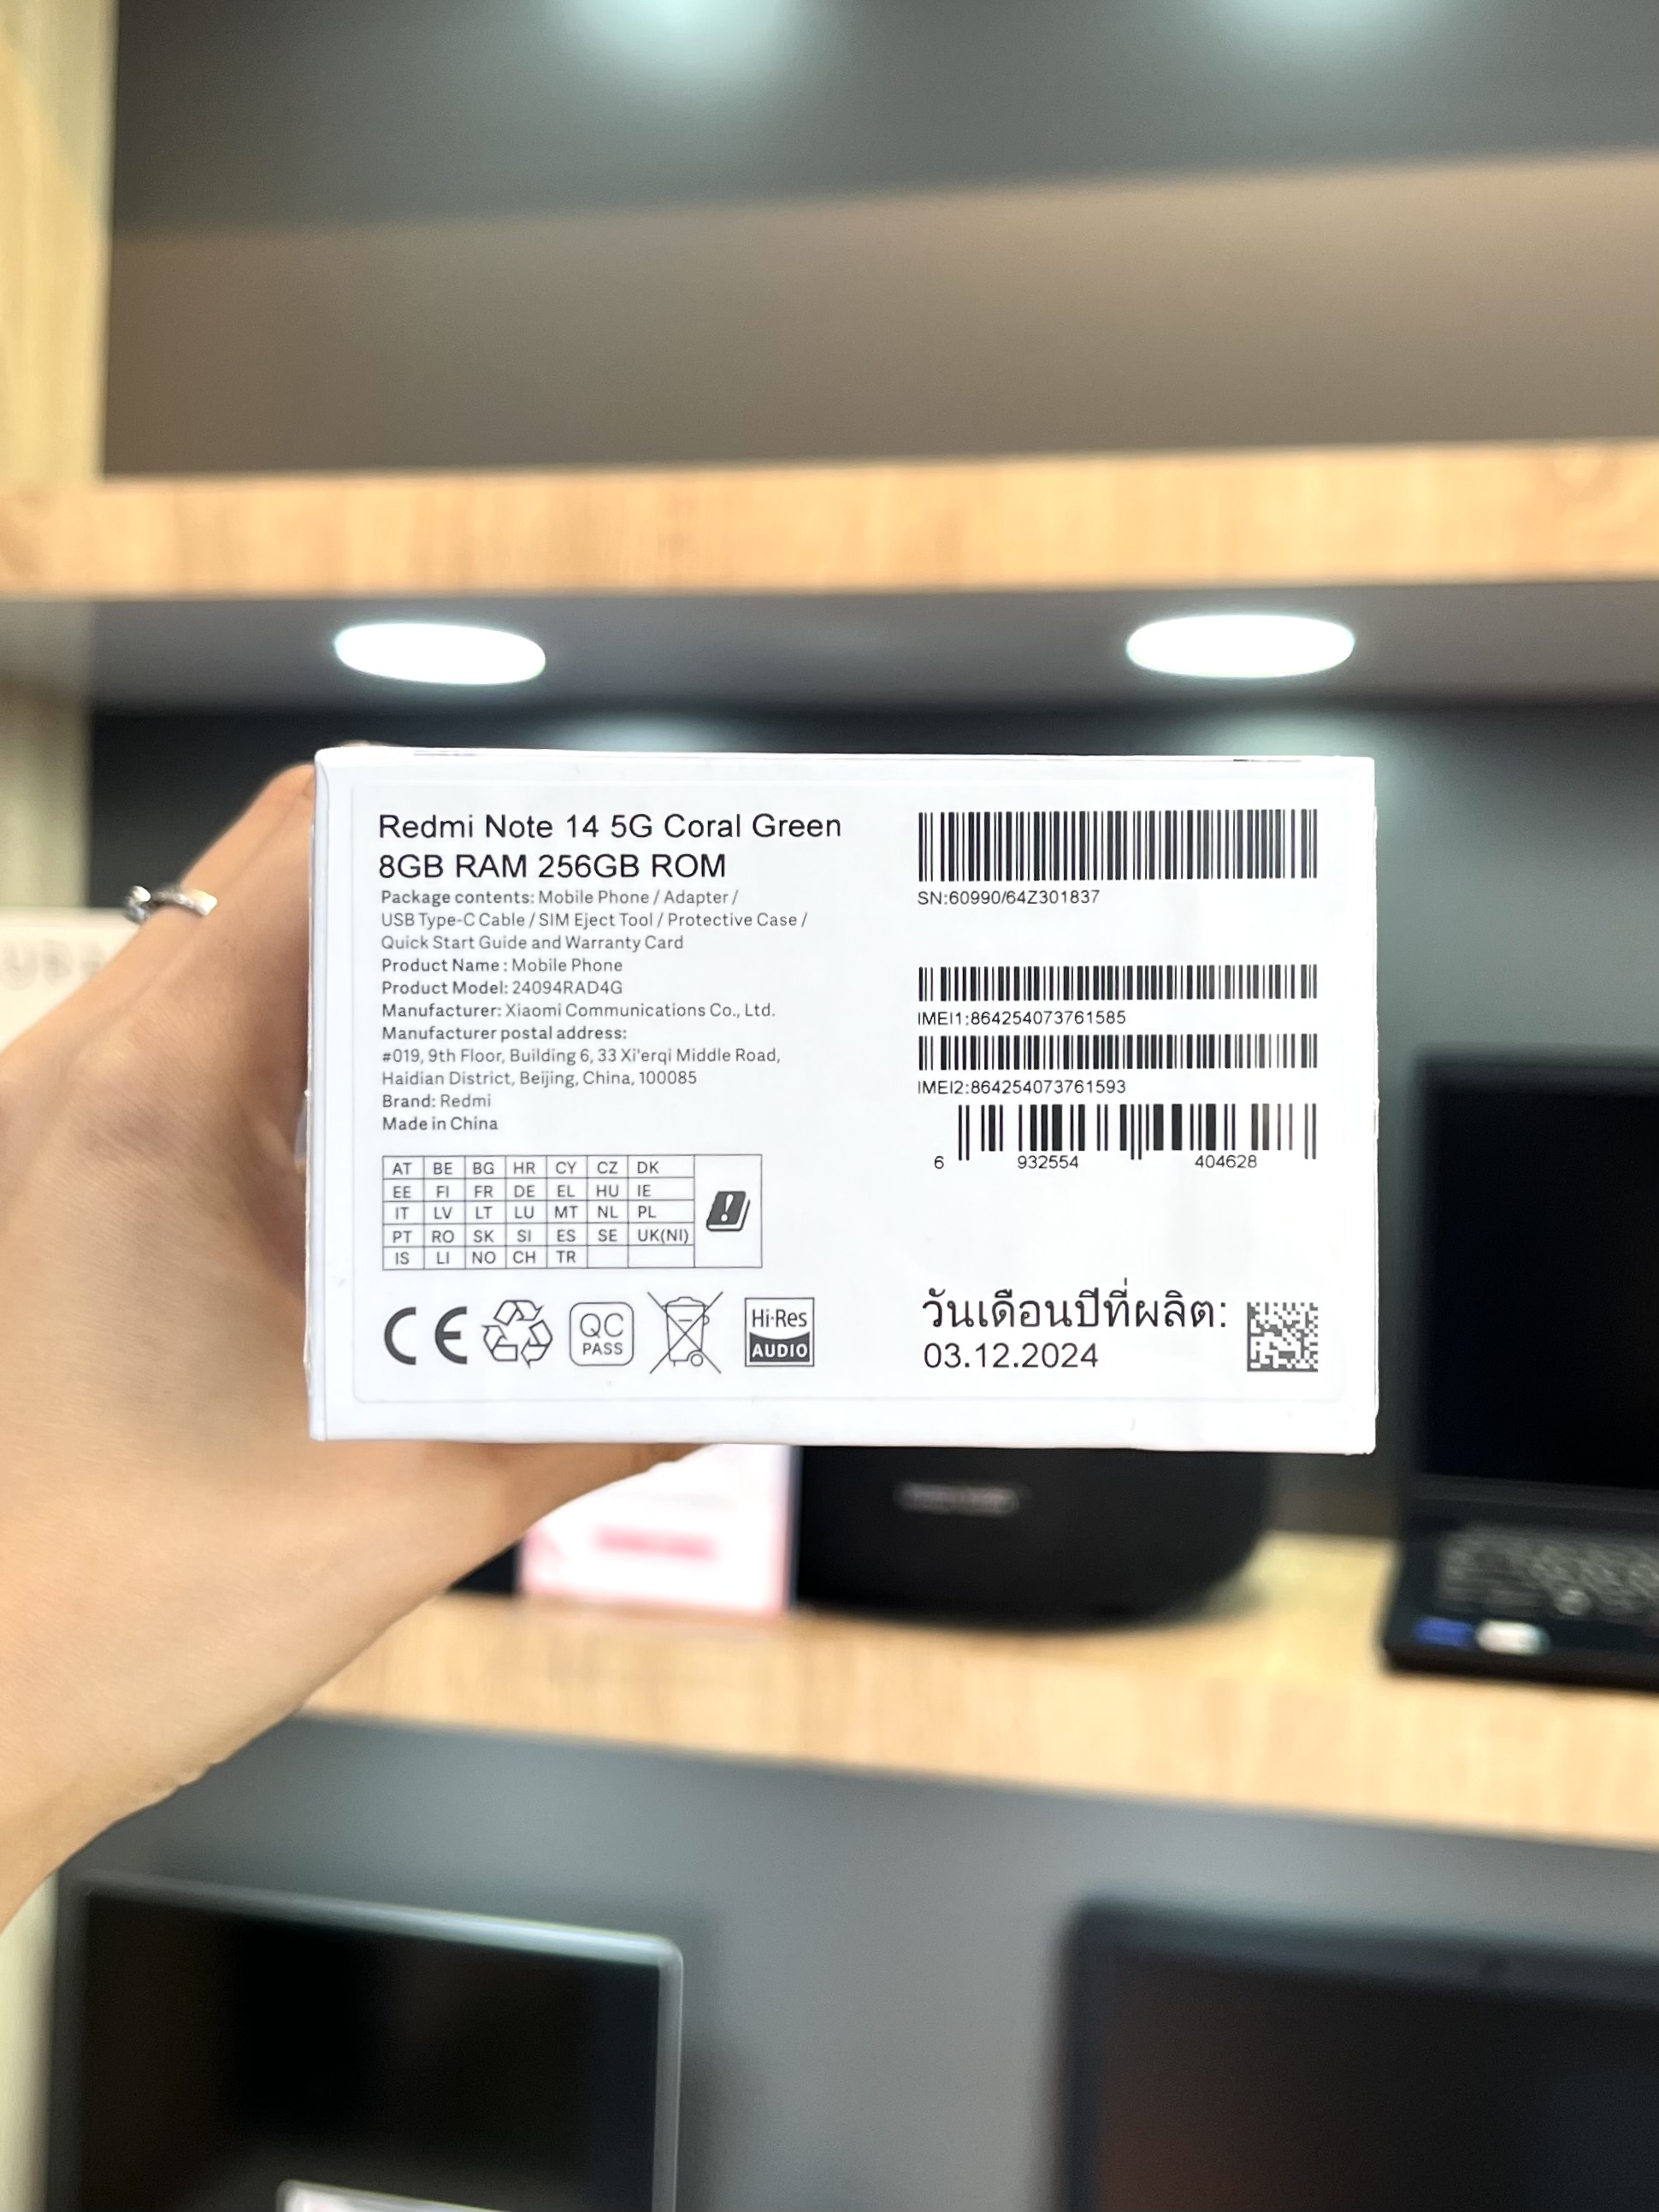 Redmi Note 14 5G Coral Green
8GB RAM 256GB ROM
Package contents: Mobile Phone / Adapter /
USB Type-C Cable / SIM Eject Tool / Protective Case /
Quick Start Guide and Warranty Card
Product Name : Mobile Phone
Product Model: 24094RAD4G
Manufacturer: Xiaomi Communications Co., Ltd.
Manufacturer postal address:
#019, 9th Floor, Building 6, 33 Xi'erqi Middle Road,
Haidian District, Beijing, China, 100085
Brand: Redmi
Made in China
AT BE BG HR CY CZ DK
EE FI FR DE EL HU IE
IT LV LT LU MT NL PL
PT RO SK SI ES SE UK(NI)
IS LI NO CH TR
CE
QC
PASS
Hi-Res
AUDIO
SN:60990/64Z301837
IMEI1:864254073761585
IMEI2:864254073761593
6 932554 404628
วันเดือนปีที่ผลิต:
03.12.2024